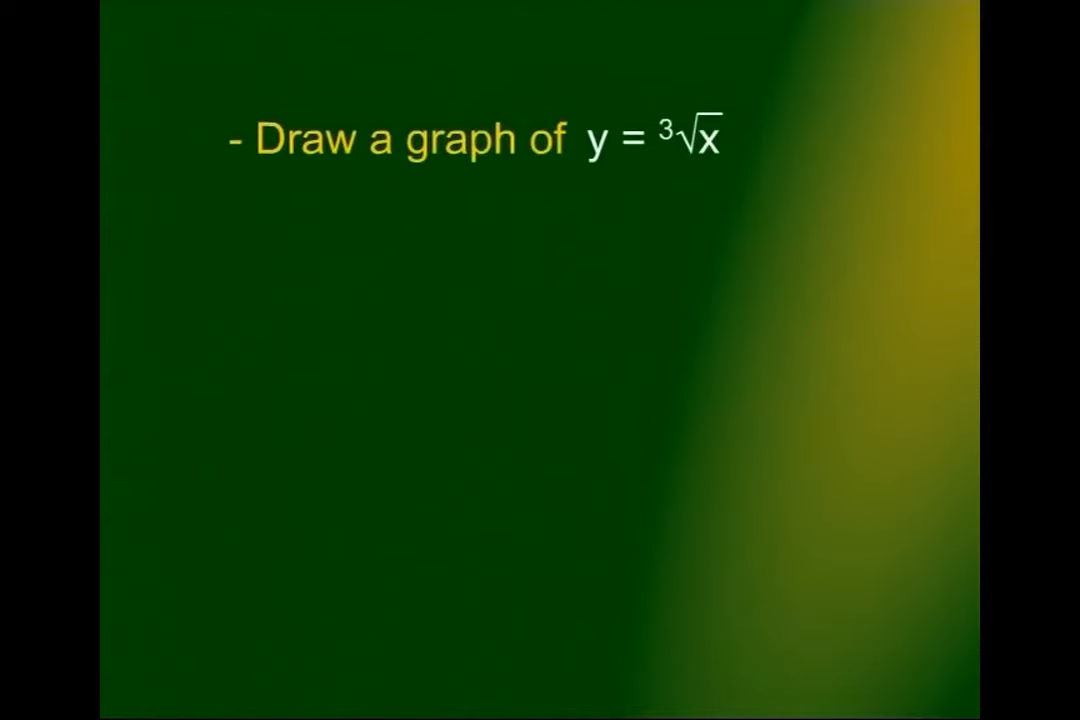 - Draw a graph of y = ³√x